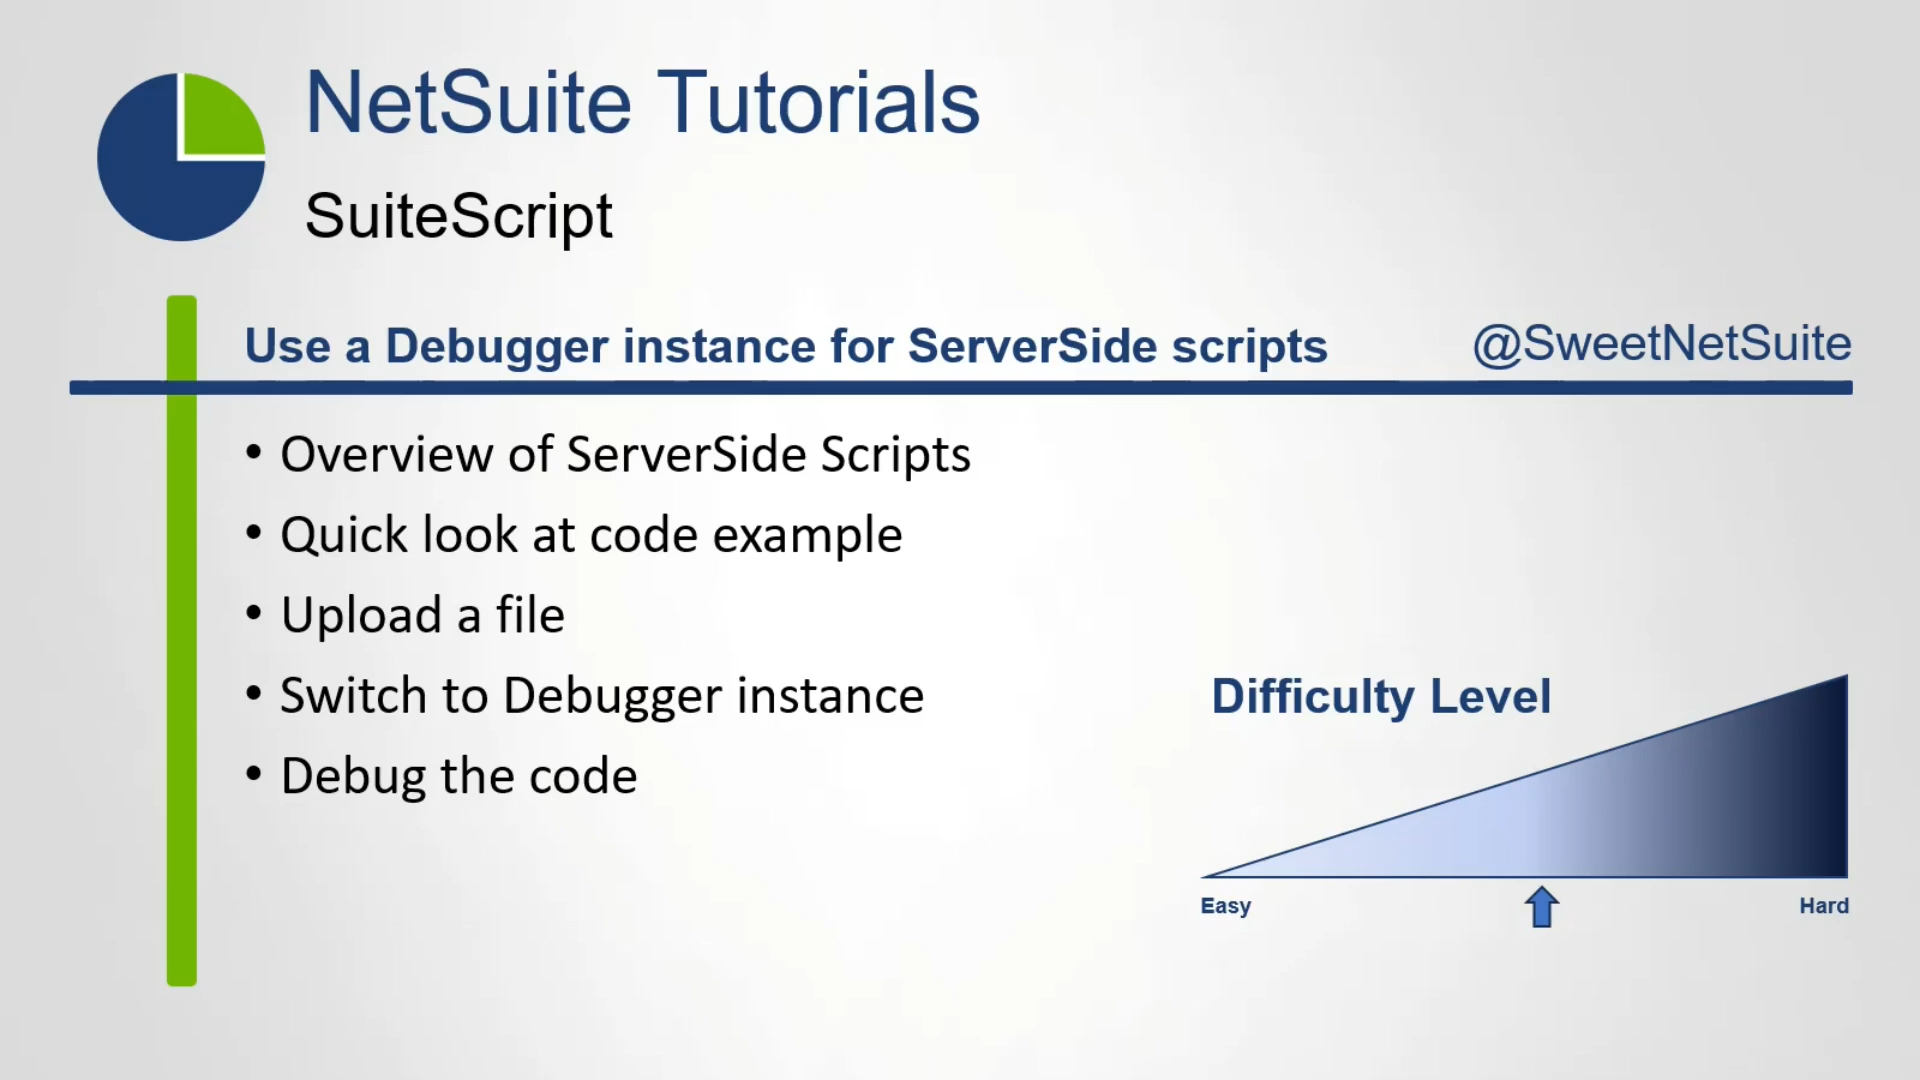 NetSuite Tutorials
SuiteScript
Use a Debugger instance for ServerSide scripts
@SweetNetSuite
• Overview of ServerSide Scripts
• Quick look at code example
• Upload a file
• Switch to Debugger instance
• Debug the code
Difficulty Level
Easy
Hard